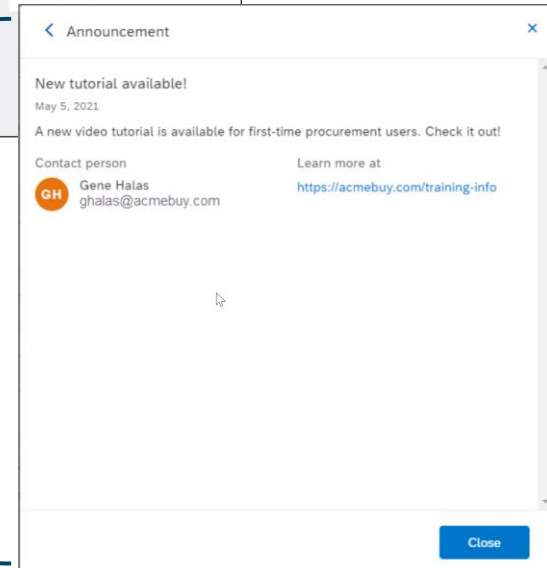 Announcement
New tutorial available!
May 5, 2021
A new video tutorial is available for first-time procurement users. Check it out!
Contact person
GH
Gene Halas
ghalas@acmebuy.com
Learn more at
https://acmebuy.com/training-info
Close